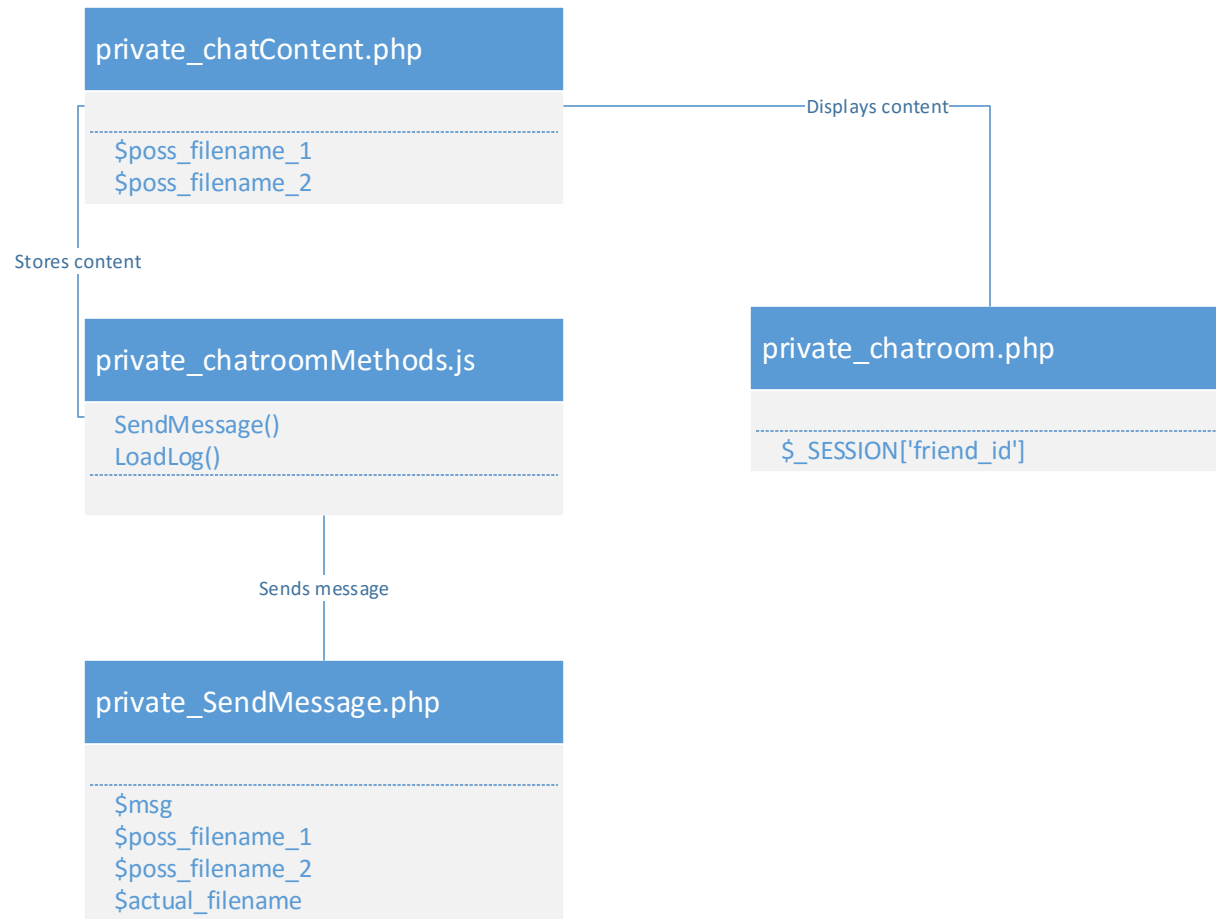 private_chatContent.php
Displays content
$poss_filename_1
$poss_filename_2
Stores content
private_chatroomMethods.js
SendMessage()
LoadLog()
private_chatroom.php
$_SESSION['friend_id']
Sends message
private_SendMessage.php
$msg
$poss_filename_1
$poss_filename_2
$actual_filename